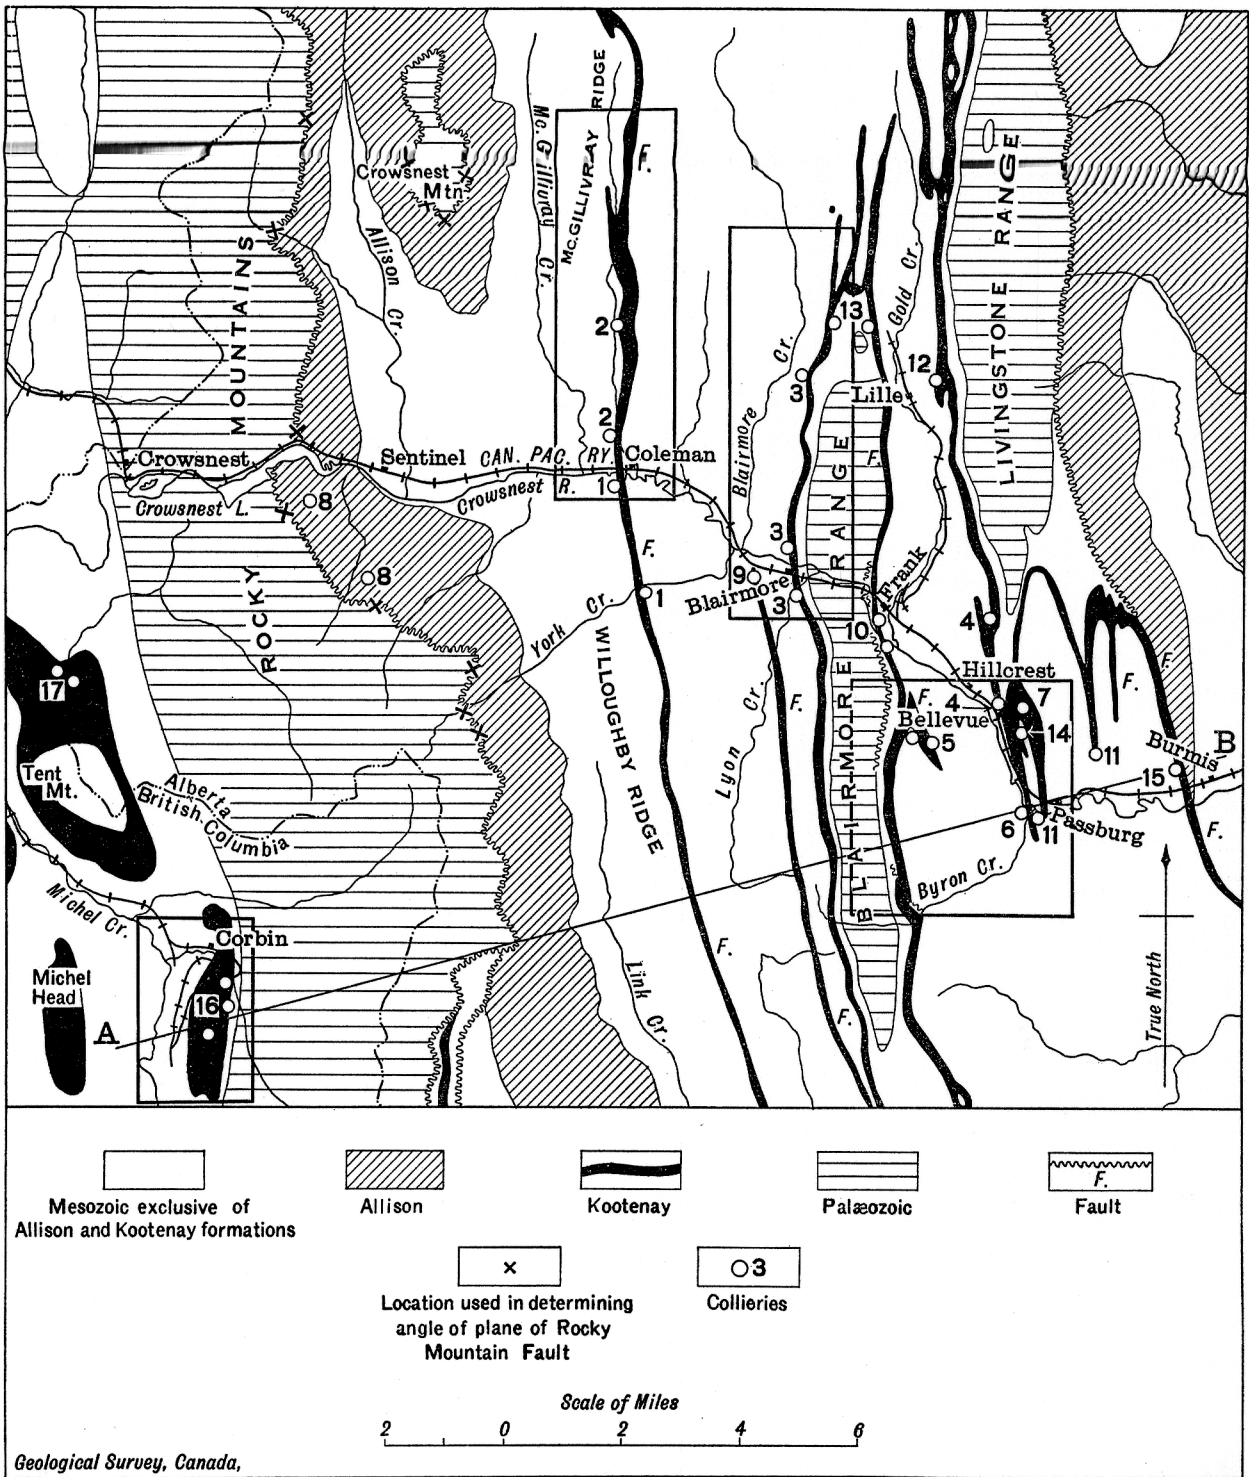 RIDGE
Mc.Gillivray Cr.
Mc.GILLIVRAY
F.
Crowsnest
Mtn.
Allison Cr.
LIVINGSTONE RANGE
Gold Cr.
MOUNTAINS
2
13
Blairmore Cr.
3
Lille
12
2
Crowsnest
Sentinel
CAN. PAC. RY.
Coleman
F.
RANGE
Crowsnest L.
8
Crowsnest R.
1
F.
3
Frank
ROCKY
8
9
Blairmore
York Cr.
1
3
10
4
WILLOUGHBY RIDGE
Hillcrest
F.
17
Lyon Cr.
F.
BLAIRMORE
F.
4
7
F.
Bellevue
5
14
11
Burmis
B
Tent
Mt.
Alberta
British Columbia
15
6
11
Passburg
F.
Michel Cr.
Byron Cr.
Corbin
F.
Michel
Head
Link Cr.
True North
16
A
F.
Mesozoic exclusive of
Allison and Kootenay formations
Allison
Kootenay
Palæozoic
F.
Fault
x
Location used in determining
angle of plane of Rocky
Mountain Fault
3
Collieries
Scale of Miles
2 0 2 4 6
Geological Survey, Canada,